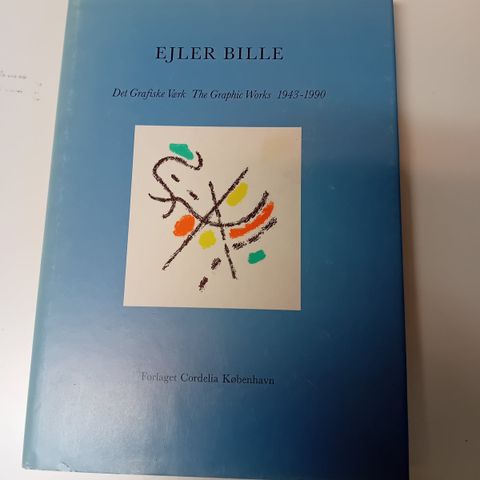 EJLER BILLE
Det Grafiske Værk The Graphic Works 1943-1990
Forlaget Cordelia København